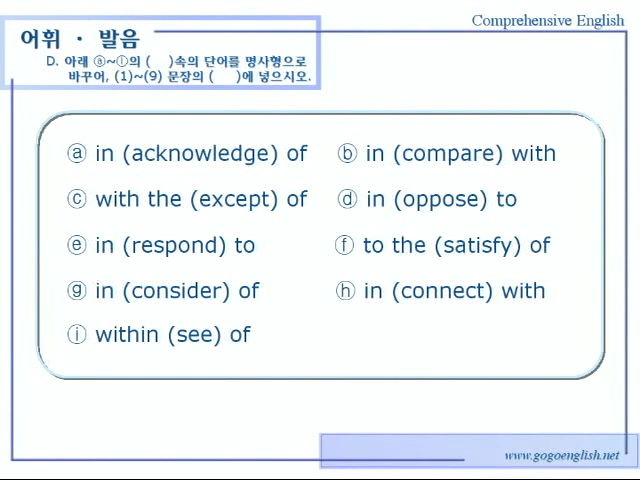 Comprehensive English
어휘 · 발음
D. 아래 ⓐ~ⓘ의 ( )속의 단어를 명사형으로
바꾸어, (1)~(9) 문장의 ( )에 넣으시오.
ⓐ in (acknowledge) of ⓑ in (compare) with
ⓒ with the (except) of ⓓ in (oppose) to
ⓔ in (respond) to ⓕ to the (satisfy) of
ⓖ in (consider) of ⓗ in (connect) with
ⓘ within (see) of
www.gogoenglish.net